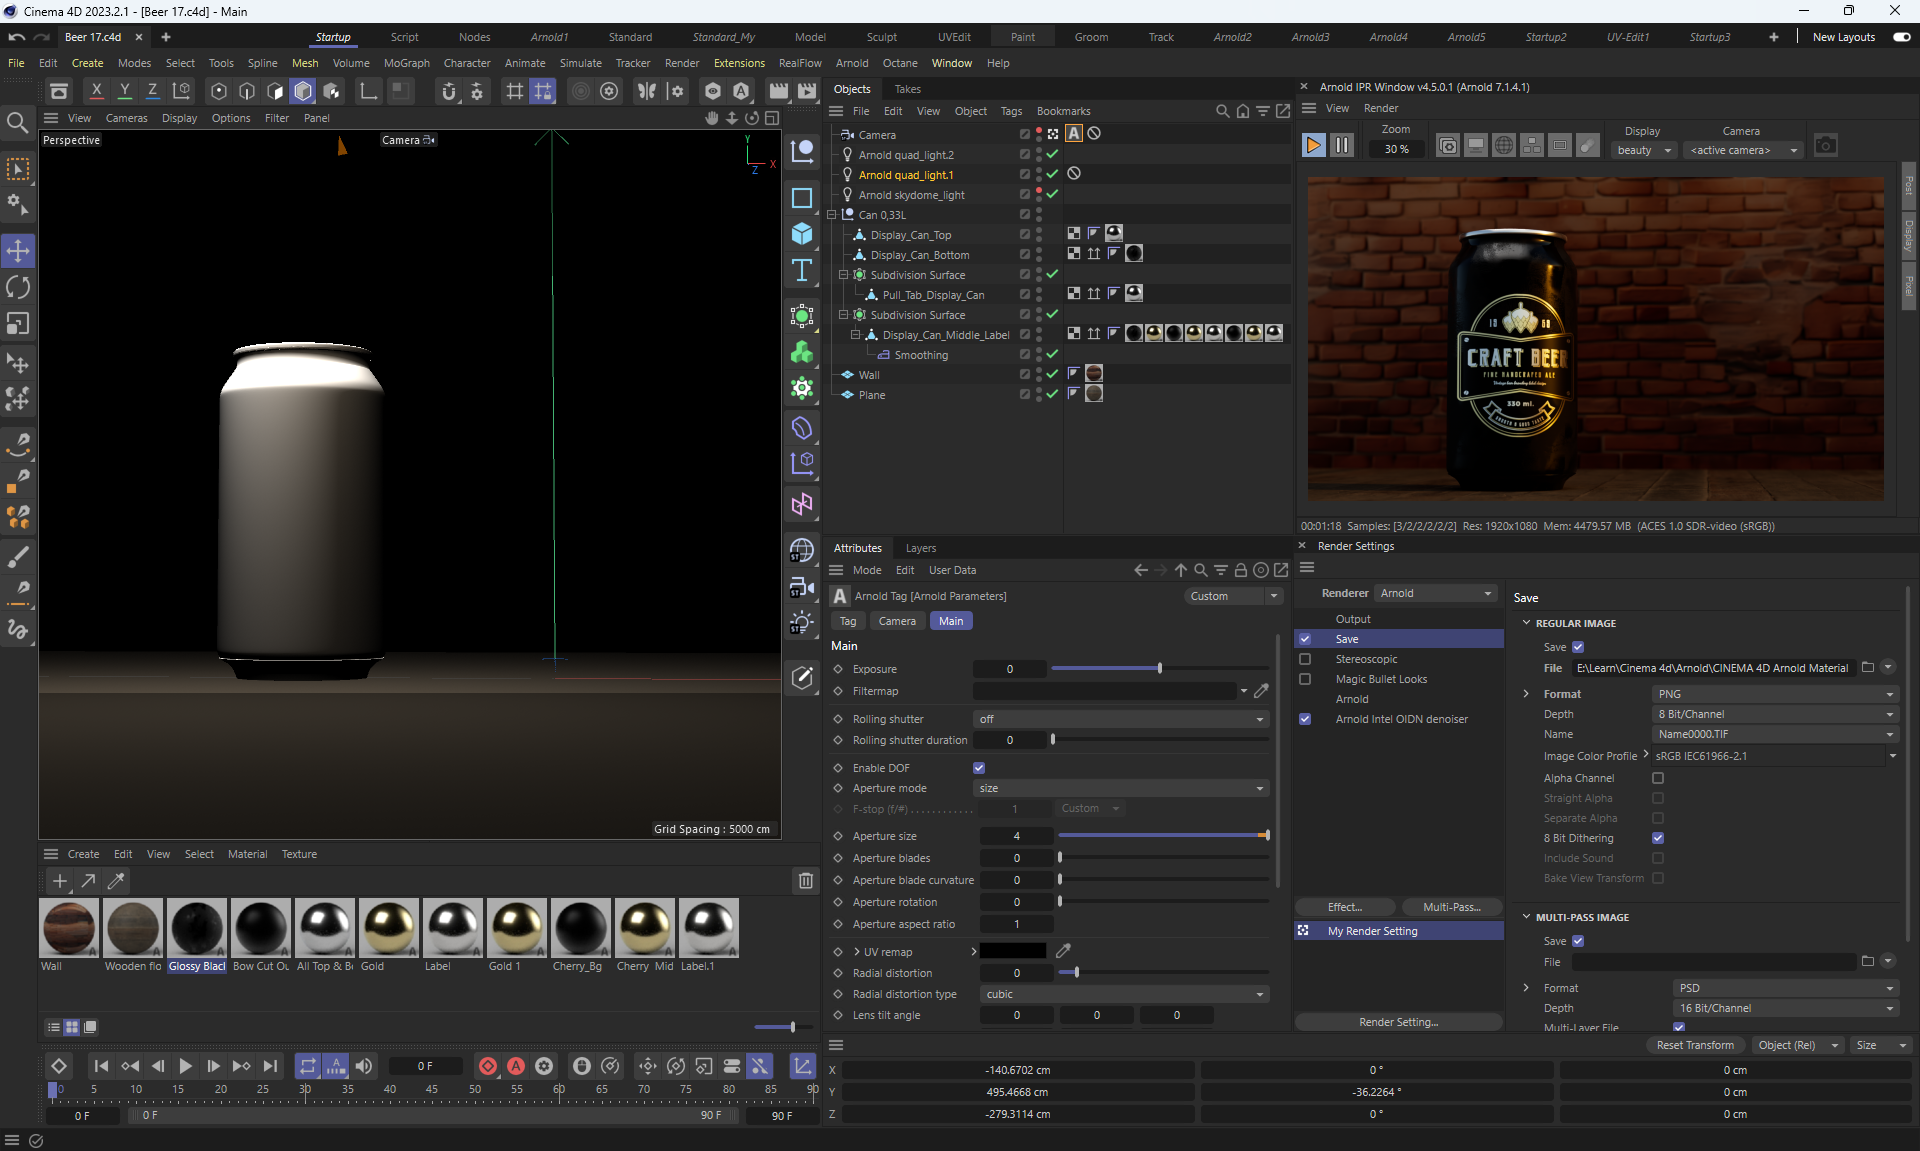 Cinema 4D 2023.2.1 - [Beer 17.c4d] - Main
Beer 17.c4d
Startup Script Nodes Arnold1 Standard Standard_My Model Sculpt UVEdit Paint Groom Track Arnold2 Arnold3 Arnold4 Arnold5 Startup2 UV-Edit1 Startup3 New Layouts
File Edit Create Modes Select Tools Spline Mesh Volume MoGraph Character Animate Simulate Tracker Render Extensions RealFlow Arnold Octane Window Help
X Y Z
View Cameras Display Options Filter Panel
Perspective
Camera
Y
X
Z
Grid Spacing : 5000 cm
Objects Takes
File Edit View Object Tags Bookmarks
Camera
Arnold quad_light.2
Arnold quad_light.1
Arnold skydome_light
Can 0,33L
Display_Can_Top
Display_Can_Bottom
Subdivision Surface
Pull_Tab_Display_Can
Subdivision Surface
Display_Can_Middle_Label
Smoothing
Wall
Plane
Arnold IPR Window v4.5.0.1 (Arnold 7.1.4.1)
View Render
Zoom
30 %
Display
beauty
Camera
<active camera>
Post
Display
Pixel
CRAFT BEER
FINE HANDCRAFTED ALE
330 ml.
00:01:18 Samples: [3/2/2/2/2/2] Res: 1920x1080 Mem: 4479.57 MB (ACES 1.0 SDR-video (sRGB))
Attributes Layers
Mode Edit User Data
Arnold Tag [Arnold Parameters]
Custom
Tag Camera Main
Main
Exposure 0
Filtermap
Rolling shutter off
Rolling shutter duration 0
Enable DOF
Aperture mode size
F-stop (f/#) . . . . . . . . . . . . 1 Custom
Aperture size 4
Aperture blades 0
Aperture blade curvature 0
Aperture rotation 0
Aperture aspect ratio 1
UV remap
Radial distortion 0
Radial distortion type cubic
Lens tilt angle 0 0 0
Render Settings
Renderer Arnold
Output
Save
Stereoscopic
Magic Bullet Looks
Arnold
Arnold Intel OIDN denoiser
Effect... Multi-Pass...
My Render Setting
Render Setting...
Save
REGULAR IMAGE
Save
File E:\Learn\Cinema 4d\Arnold\CINEMA 4D Arnold Material
Format PNG
Depth 8 Bit/Channel
Name Name0000.TIF
Image Color Profile sRGB IEC61966-2.1
Alpha Channel
Straight Alpha
Separate Alpha
8 Bit Dithering
Include Sound
Bake View Transform
MULTI-PASS IMAGE
Save
File
Format PSD
Depth 16 Bit/Channel
Multi-Layer File
Create Edit View Select Material Texture
Wall Wooden flo Glossy Blacl Bow Cut Ou All Top & Bo Gold Label Gold 1 Cherry_Bg Cherry Mid Label.1
0 F
0 5 10 15 20 25 30 35 40 45 50 55 60 65 70 75 80 85 90
0 F 0 F 90 F 90 F
Reset Transform Object (Rel) Size
X -140.6702 cm 0 ° 0 cm
Y 495.4668 cm -36.2264 ° 0 cm
Z -279.3114 cm 0 ° 0 cm